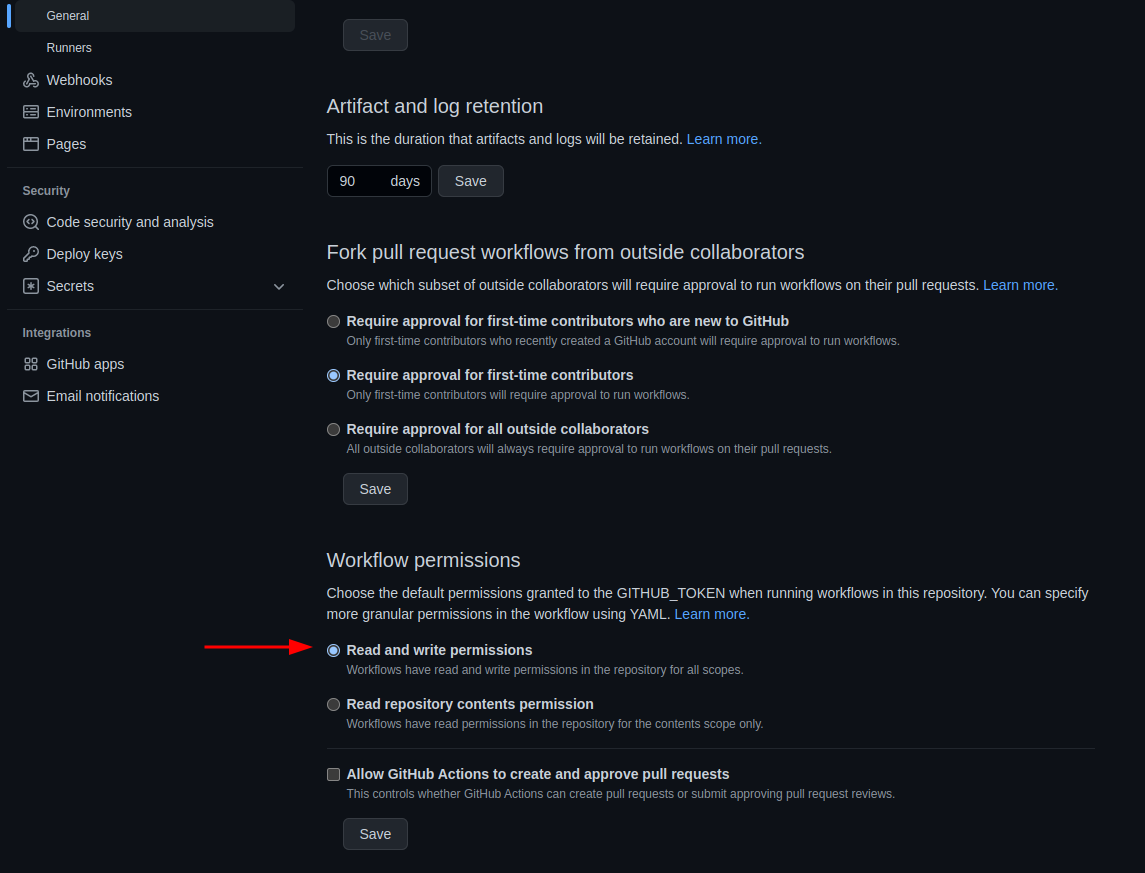 General
Runners
Webhooks
Environments
Pages
Security
Code security and analysis
Deploy keys
Secrets
Integrations
GitHub apps
Email notifications
Save
Artifact and log retention
This is the duration that artifacts and logs will be retained. Learn more.
90 days Save
Fork pull request workflows from outside collaborators
Choose which subset of outside collaborators will require approval to run workflows on their pull requests. Learn more.
Require approval for first-time contributors who are new to GitHub
Only first-time contributors who recently created a GitHub account will require approval to run workflows.
Require approval for first-time contributors
Only first-time contributors will require approval to run workflows.
Require approval for all outside collaborators
All outside collaborators will always require approval to run workflows on their pull requests.
Save
Workflow permissions
Choose the default permissions granted to the GITHUB_TOKEN when running workflows in this repository. You can specify
more granular permissions in the workflow using YAML. Learn more.
Read and write permissions
Workflows have read and write permissions in the repository for all scopes.
Read repository contents permission
Workflows have read permissions in the repository for the contents scope only.
Allow GitHub Actions to create and approve pull requests
This controls whether GitHub Actions can create pull requests or submit approving pull request reviews.
Save